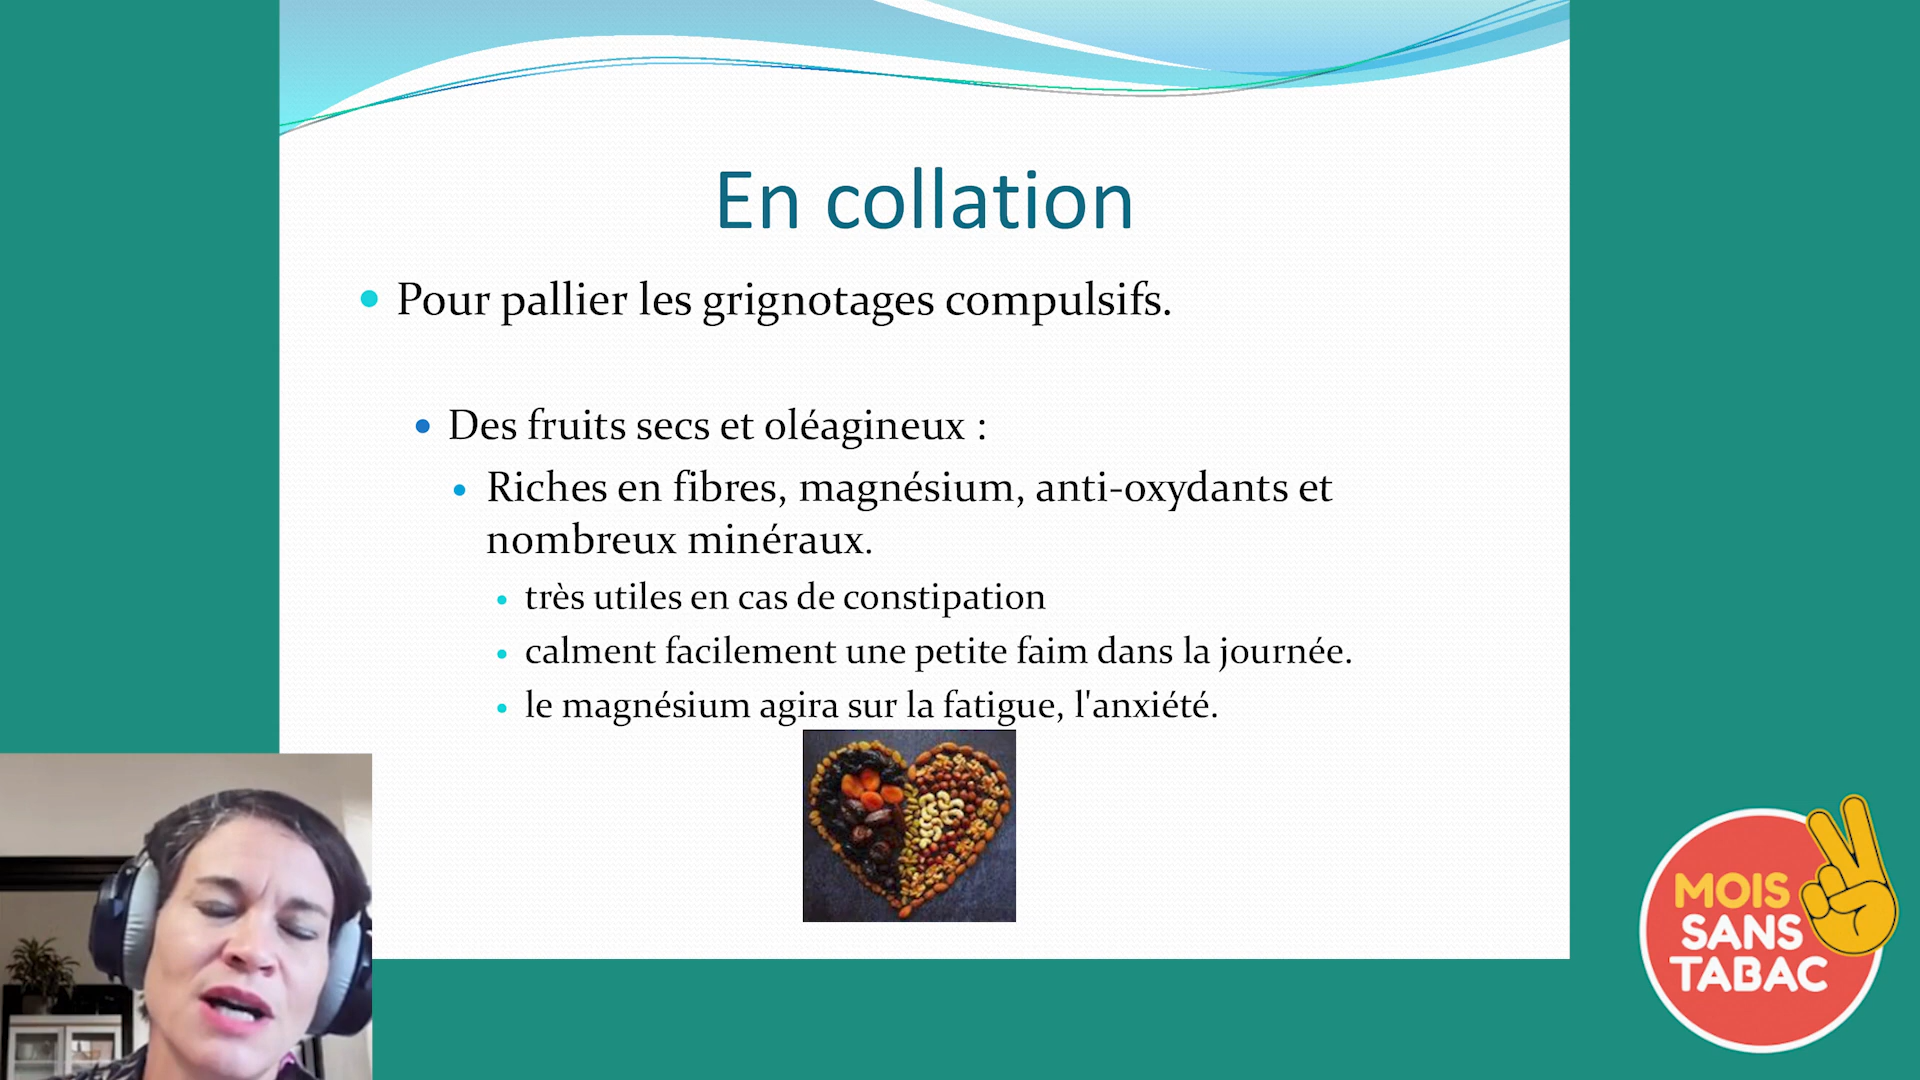 En collation
Pour pallier les grignotages compulsifs.
Des fruits secs et oléagineux :
Riches en fibres, magnésium, anti-oxydants et
nombreux minéraux.
très utiles en cas de constipation
calment facilement une petite faim dans la journée.
le magnésium agira sur la fatigue, l'anxiété.
MOIS
SANS
TABAC